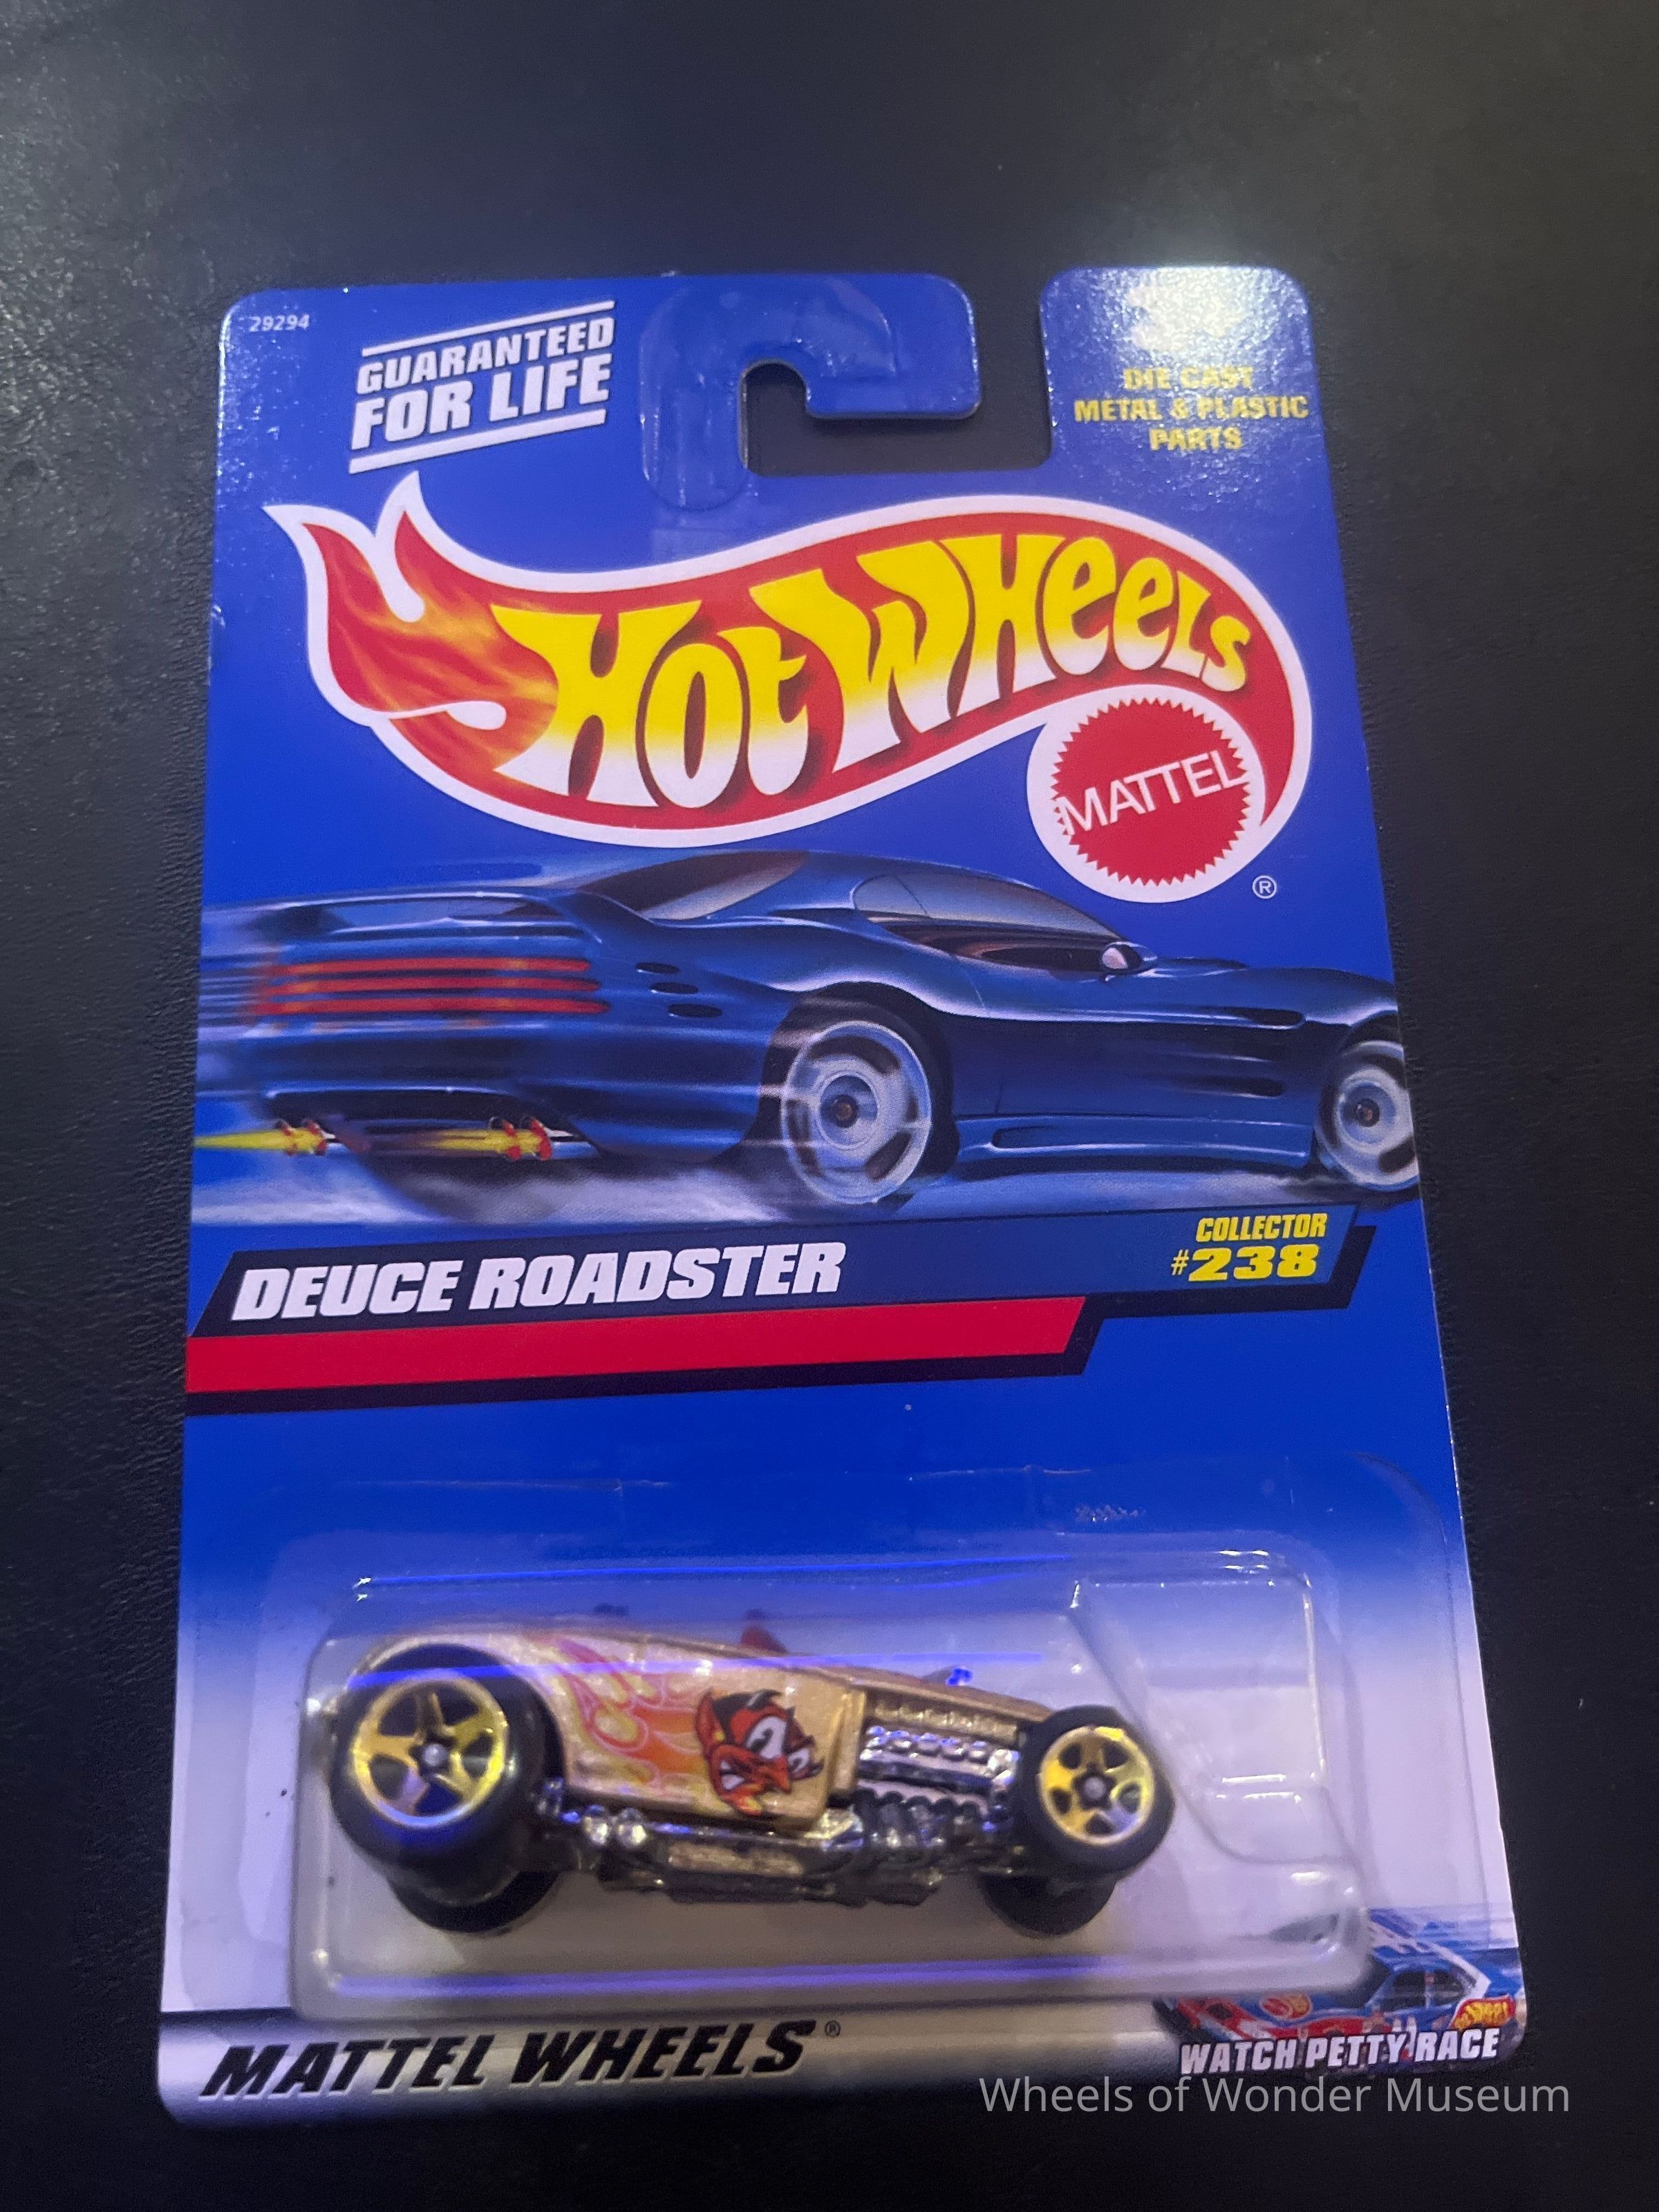 29294
GUARANTEED
FOR LIFE
DIE CAST
METAL & PLASTIC
PARTS
Hot Wheels
MATTEL
®
DEUCE ROADSTER
COLLECTOR
#238
MATTEL WHEELS®
WATCH PETTY RACE
Wheels of Wonder Museum